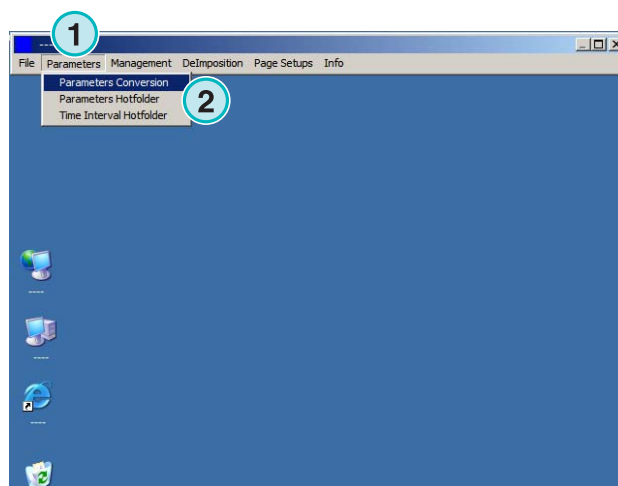 1
----
File Parameters Management DeImposition Page Setups Info
Parameters Conversion
2
Parameters Hotfolder
Time Interval Hotfolder
----
----
----